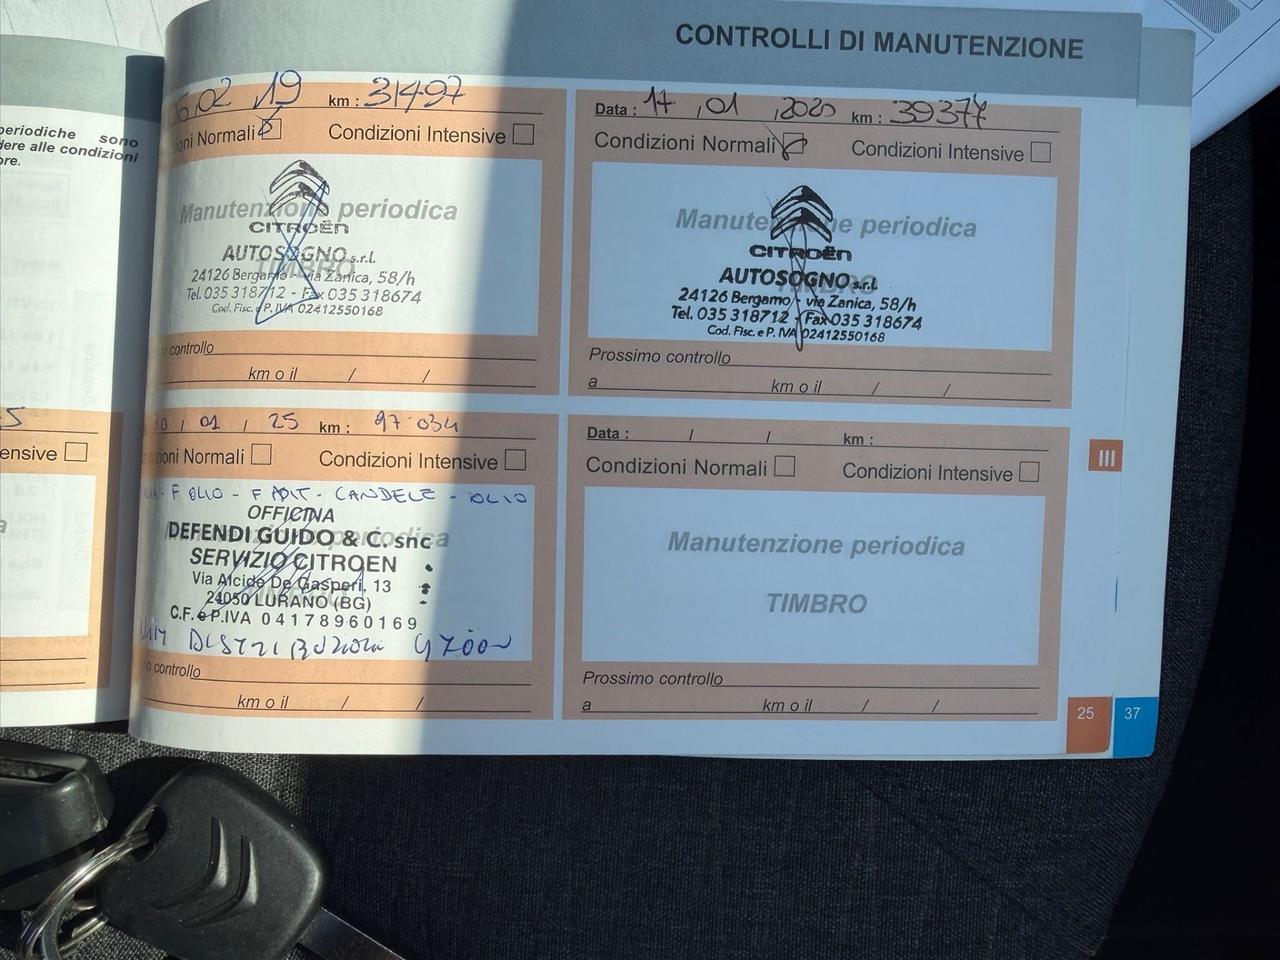 CONTROLLI DI MANUTENZIONE
periodiche sono
dere alle condizioni
ore.
02 19 km : 31497
Condizioni Intensive
Manutenzione periodica
CITROËN
TIMBRO
AUTOSOGNO s.r.l.
24126 Bergamo - via Zanica, 58/h
Tel. 035 318712 - Fax 035 318674
Cod. Fisc. e P. IVA 02412550168
controllo
km o il / /
Data : 17 , 01 , 2020 km : 39377
Condizioni Normali Condizioni Intensive
Manutenzione periodica
CITROËN
AUTOSOGNO s.r.l.
24126 Bergamo - via Zanica, 58/h
Tel. 035 318712 - Fax 035 318674
Cod. Fisc. e P. IVA 02412550168
Prossimo controllo
a km o il / /
ensive
/ 01 / 25 km : 97.034
Normali Condizioni Intensive
F OLIO - F ABIT - CANDELE - OLIO
OFFICINA
DEFENDI GUIDO & C. snc
SERVIZIO CITROEN
Via Alcide De Gasperi, 13
24050 LURANO (BG)
C.F. e P.IVA 04178960169
DISTRIBUZIONE
controllo
km o il / /
Data : / / km :
Condizioni Normali Condizioni Intensive
Manutenzione periodica
TIMBRO
Prossimo controllo
a km o il / /
III
25
37